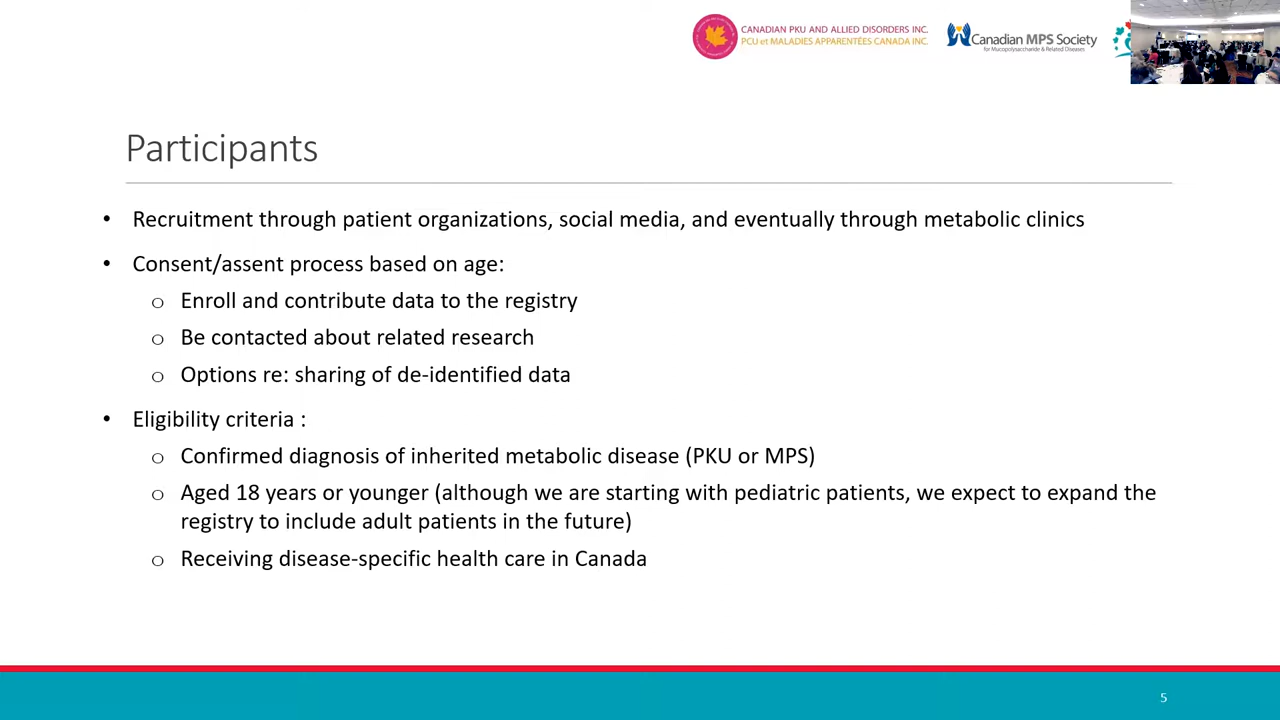 CANADIAN PKU AND ALLIED DISORDERS INC.
PCU et MALADIES APPARENTÉES CANADA INC.
Canadian MPS Society
for Mucopolysaccharide & Related Diseases
Participants
• Recruitment through patient organizations, social media, and eventually through metabolic clinics
• Consent/assent process based on age:
o Enroll and contribute data to the registry
o Be contacted about related research
o Options re: sharing of de-identified data
• Eligibility criteria :
o Confirmed diagnosis of inherited metabolic disease (PKU or MPS)
o Aged 18 years or younger (although we are starting with pediatric patients, we expect to expand the
registry to include adult patients in the future)
o Receiving disease-specific health care in Canada
5